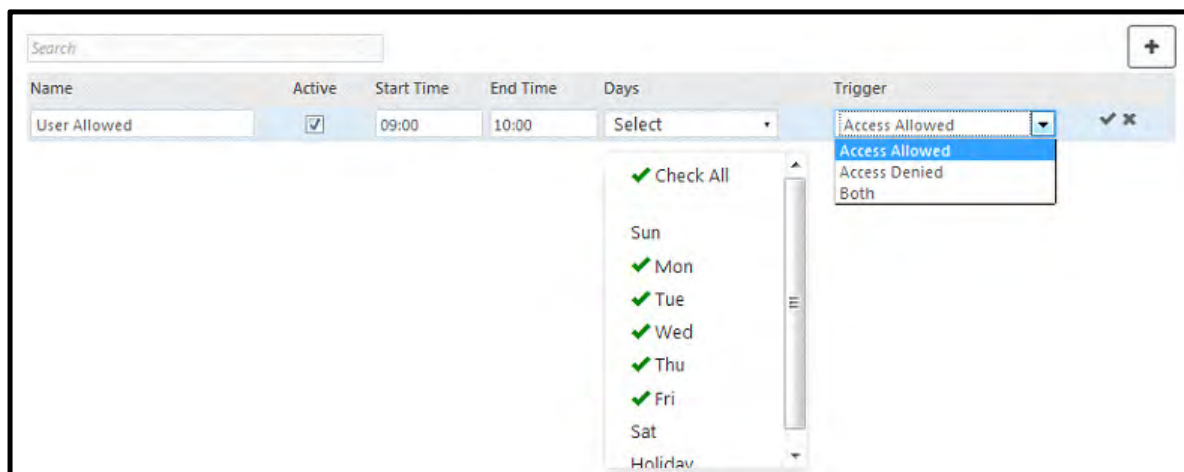 Search
+
Name Active Start Time End Time Days Trigger
User Allowed 09:00 10:00 Select Access Allowed
Access Allowed
Check All Access Denied
Both
Sun
Mon
Tue
Wed
Thu
Fri
Sat
Holiday